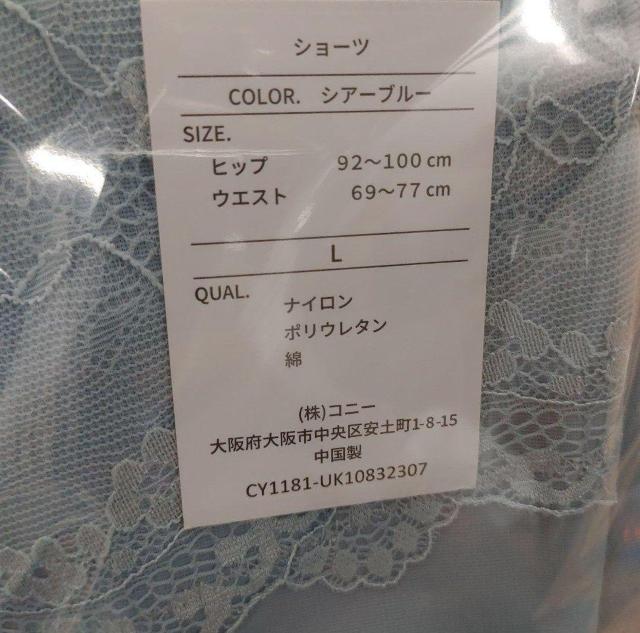 ショーツ
COLOR. シアーブルー
SIZE.
ヒップ 92～100 cm
ウエスト 69～77 cm
L
QUAL. ナイロン
ポリウレタン
綿
(株)コニー
大阪府大阪市中央区安土町1-8-15
中国製
CY1181-UK10832307